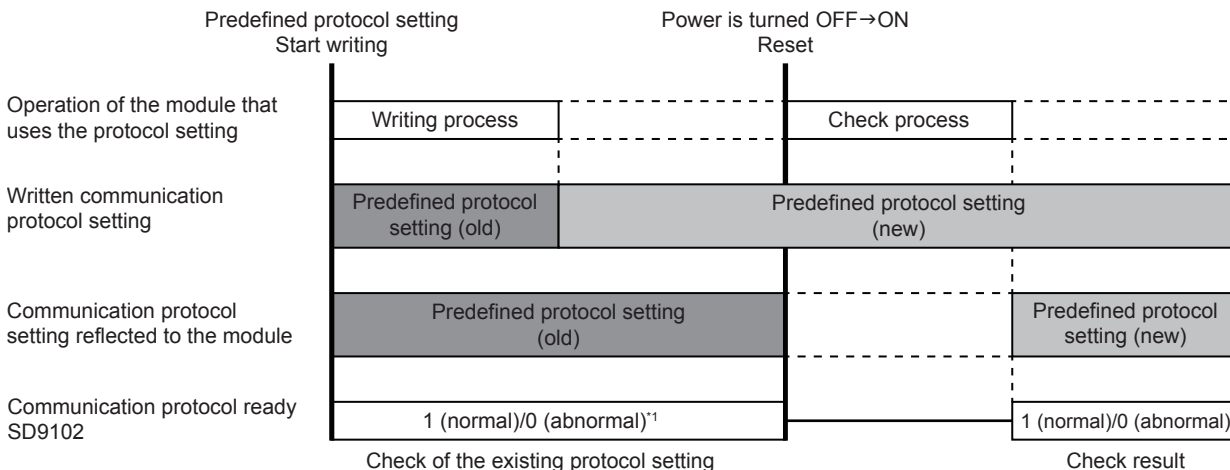 Predefined protocol setting
Start writing
Power is turned OFF→ON
Reset
Operation of the module that
uses the protocol setting
Writing process
Check process
Written communication
protocol setting
Predefined protocol
setting (old)
Predefined protocol setting
(new)
Communication protocol
setting reflected to the module
Predefined protocol setting
(old)
Predefined protocol
setting (new)
Communication protocol ready
SD9102
1 (normal)/0 (abnormal)*1
1 (normal)/0 (abnormal)
Check of the existing protocol setting
Check result